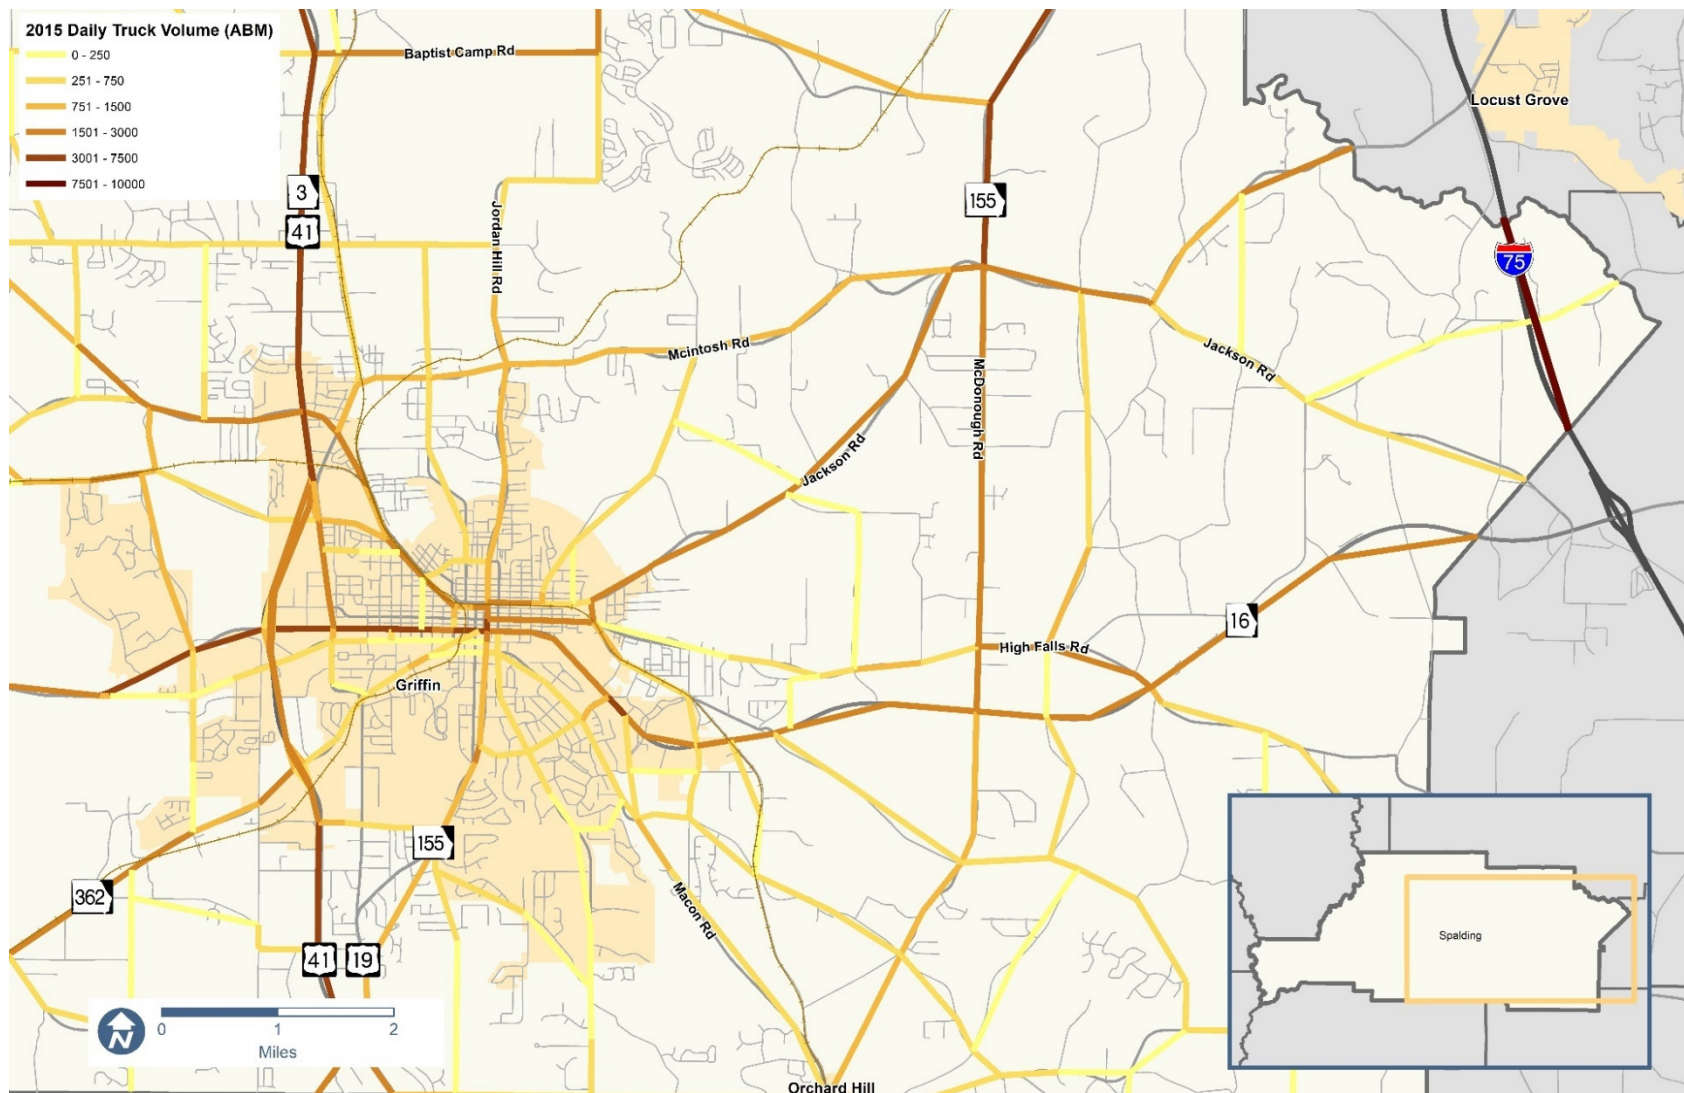 2015 Daily Truck Volume (ABM)
0 - 250
251 - 750
751 - 1500
1501 - 3000
3001 - 7500
7501 - 10000
Baptist Camp Rd
Locust Grove
3
41
155
Jordan Hill Rd
75
Mcintosh Rd
Jackson Rd
McDonough Rd
Jackson Rd
16
High Falls Rd
Griffin
155
362
Macon Rd
41
19
Spalding
N
0 1 2
Miles
Orchard Hill